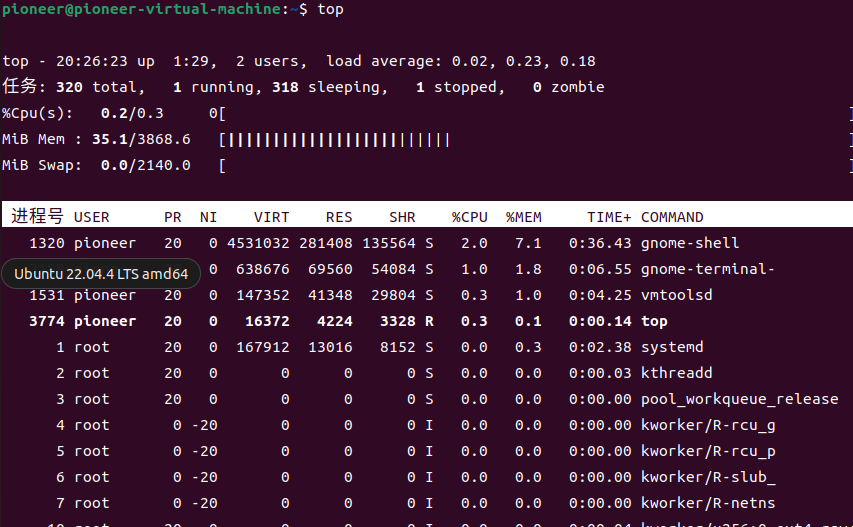 pioneer@pioneer-virtual-machine:~$ top
top - 20:26:23 up  1:29,  2 users,  load average: 0.02, 0.23, 0.18
任务: 320 total,   1 running, 318 sleeping,   1 stopped,   0 zombie
%Cpu(s):   0.2/0.3     0[                                                                      ]
MiB Mem : 35.1/3868.6   [|||||||||||||||||||||||||                                             ]
MiB Swap:  0.0/2140.0   [                                                                      ]
进程号 USER      PR  NI    VIRT    RES    SHR    %CPU  %MEM     TIME+ COMMAND
1320 pioneer   20   0 4531032 281408 135564 S   2.0   7.1   0:36.43 gnome-shell
0  638676  69560  54084 S   1.0   1.8   0:06.55 gnome-terminal-
Ubuntu 22.04.4 LTS amd64
1531 pioneer   20   0  147352  41348  29804 S   0.3   1.0   0:04.25 vmtoolsd
3774 pioneer   20   0   16372   4224   3328 R   0.3   0.1   0:00.14 top
1 root      20   0  167912  13016   8152 S   0.0   0.3   0:02.38 systemd
2 root      20   0       0      0      0 S   0.0   0.0   0:00.03 kthreadd
3 root      20   0       0      0      0 S   0.0   0.0   0:00.00 pool_workqueue_release
4 root       0 -20       0      0      0 I   0.0   0.0   0:00.00 kworker/R-rcu_g
5 root       0 -20       0      0      0 I   0.0   0.0   0:00.00 kworker/R-rcu_p
6 root       0 -20       0      0      0 I   0.0   0.0   0:00.00 kworker/R-slub_
7 root       0 -20       0      0      0 I   0.0   0.0   0:00.00 kworker/R-netns